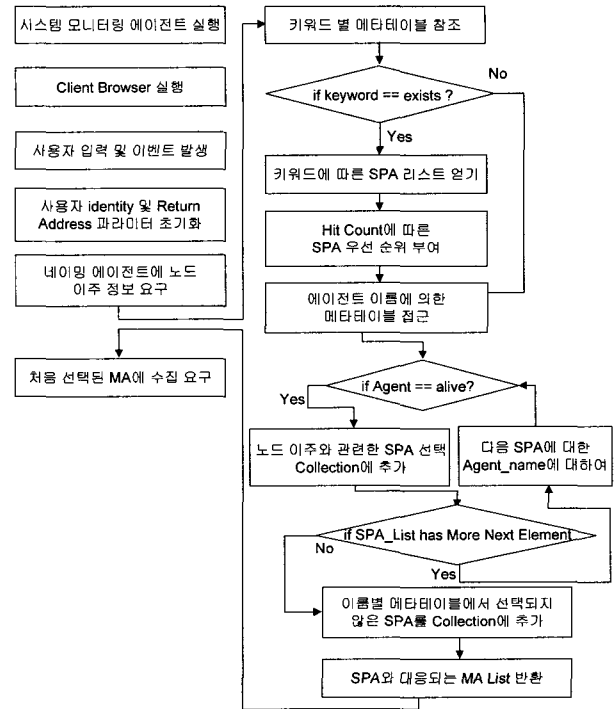 시스템 모니터링 에이전트 실행
Client Browser 실행
사용자 입력 및 이벤트 발생
사용자 identity 및 Return
Address 파라미터 초기화
네이밍 에이전트에 노드
이주 정보 요구
처음 선택된 MA에 수집 요구
키워드 별 메타테이블 참조
No
if keyword == exists ?
Yes
키워드에 따른 SPA 리스트 얻기
Hit Count에 따른
SPA 우선 순위 부여
에이전트 이름에 의한
메타테이블 접근
if Agent == alive?
Yes
노드 이주와 관련한 SPA 선택
Collection에 추가
다음 SPA에 대한
Agent_name에 대하여
if SPA_List has More Next Element
No
Yes
이름별 메타테이블에서 선택되지
않은 SPA를 Collection에 추가
SPA와 대응되는 MA List 반환